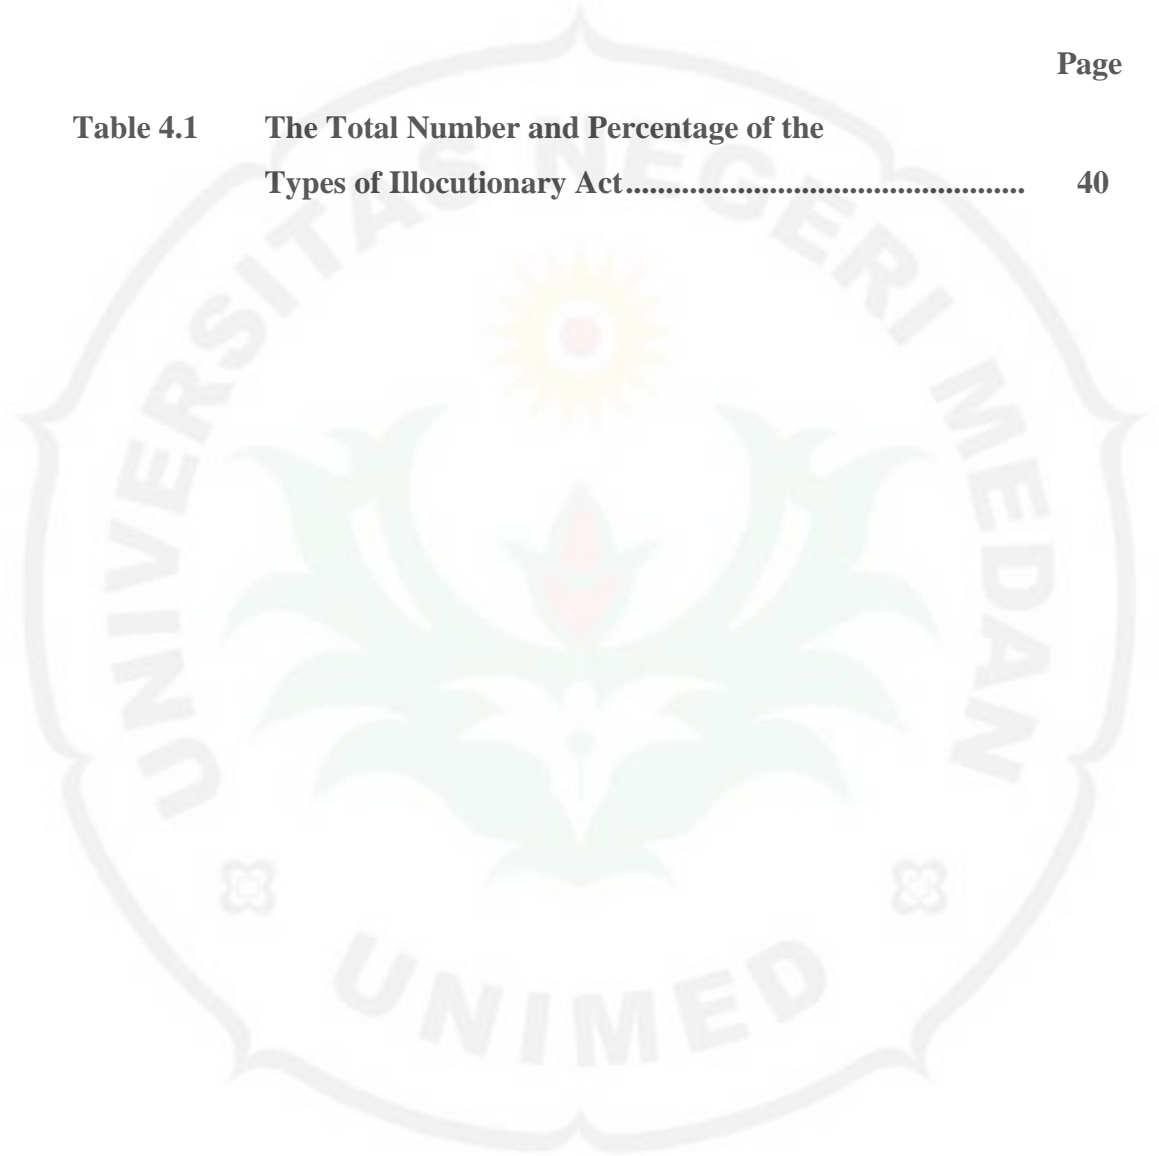 Page
Table 4.1 The Total Number and Percentage of the
Types of Illocutionary Act.................................................. 40
UNIVERSITAS NEGERI MEDAN
UNIMED